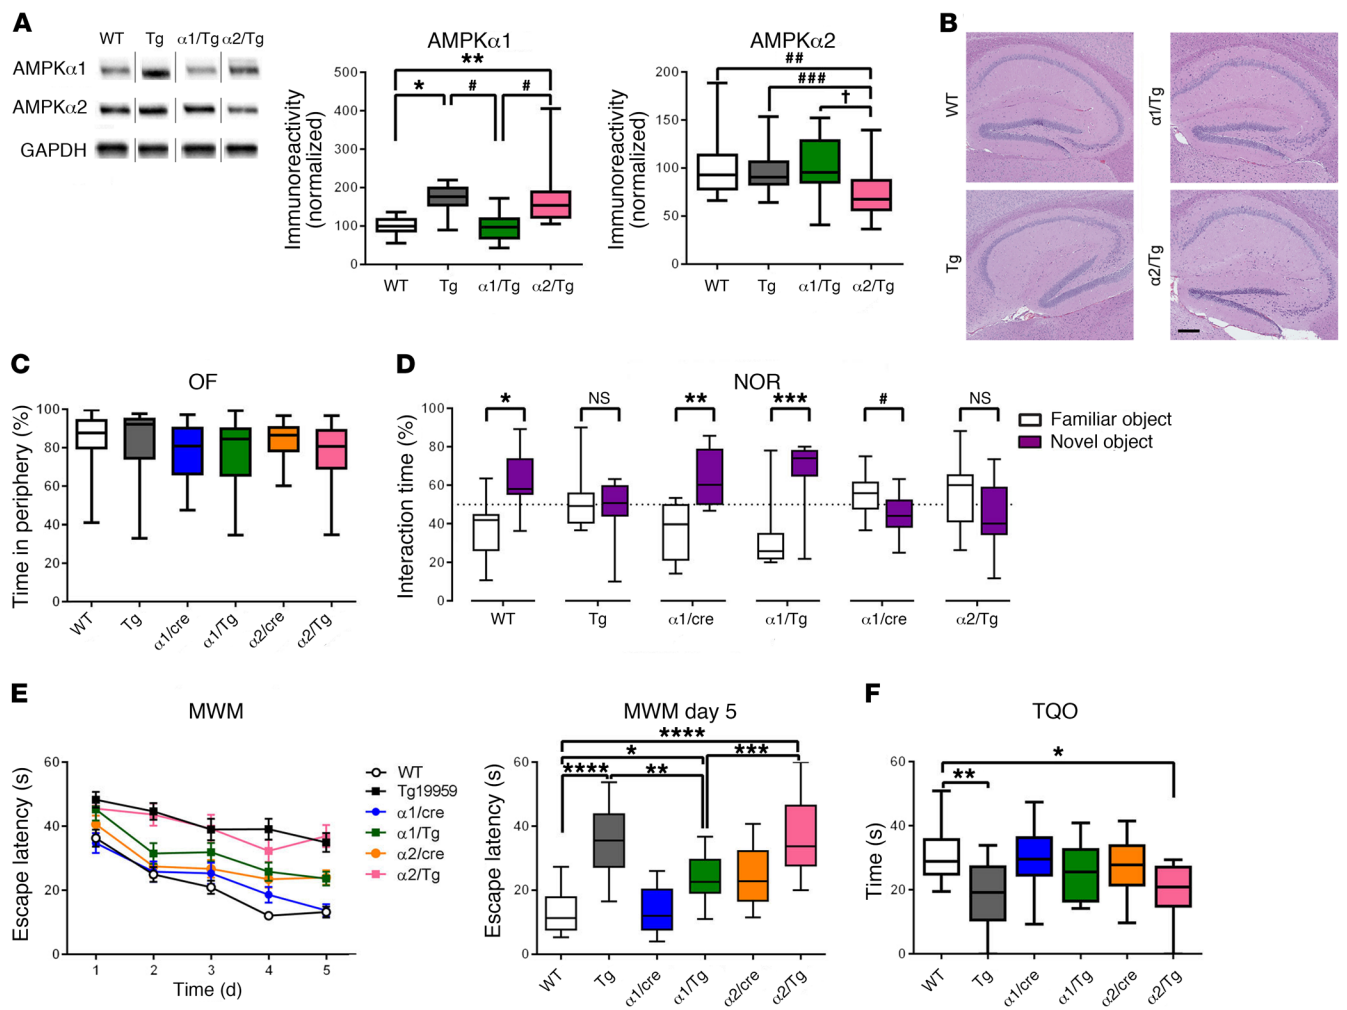 A
WT Tg α1/Tg α2/Tg
AMPKα1
AMPKα2
GAPDH
AMPKα1
Immunoreactivity
(normalized)
500
400
300
200
100
0
**
*
#
#
WT Tg α1/Tg α2/Tg
AMPKα2
Immunoreactivity
(normalized)
200
150
100
50
0
##
###
†
WT Tg α1/Tg α2/Tg
B
WT
α1/Tg
Tg
α2/Tg
C
OF
Time in periphery (%)
100
80
60
40
20
0
WT Tg α1/cre α1/Tg α2/cre α2/Tg
D
NOR
Interaction time (%)
100
80
60
40
20
0
* NS ** *** # NS
WT Tg α1/cre α1/Tg α1/cre α2/Tg
Familiar object
Novel object
E
MWM
Escape latency (s)
60
40
20
0
1 2 3 4 5
Time (d)
WT
Tg19959
α1/cre
α1/Tg
α2/cre
α2/Tg
MWM day 5
Escape latency (s)
60
40
20
0
****
*
***
****
**
WT Tg α1/cre α1/Tg α2/cre α2/Tg
F
TQO
Time (s)
60
40
20
0
*
**
WT Tg α1/cre α1/Tg α2/cre α2/Tg